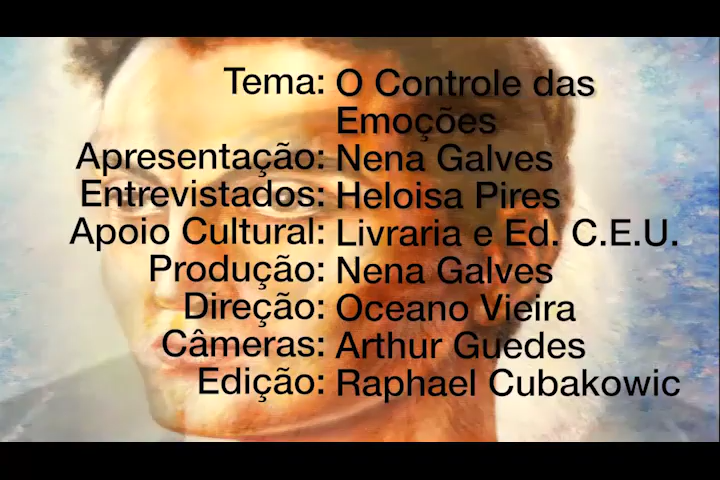 Tema: O Controle das
Emoções
Apresentação: Nena Galves
Entrevistados: Heloisa Pires
Apoio Cultural: Livraria e Ed. C.E.U.
Produção: Nena Galves
Direção: Oceano Vieira
Câmeras: Arthur Guedes
Edição: Raphael Cubakowic